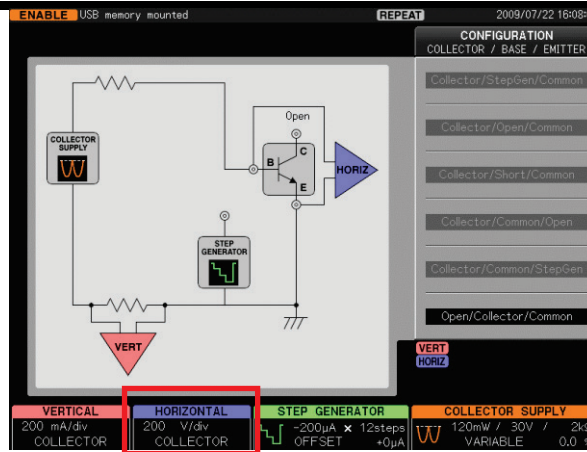 ENABLE USB memory mounted REPEAT 2009/07/22 16:08:
CONFIGURATION
COLLECTOR / BASE / EMITTER
Collector/StepGen/Common
Collector/Open/Common
Collector/Short/Common
Collector/Common/Open
Collector/Common/StepGen
Open/Collector/Common
COLLECTOR
SUPPLY
Open
C
B
E
HORIZ
STEP
GENERATOR
VERT
VERT
HORIZ
VERTICAL
200 mA/div
COLLECTOR
HORIZONTAL
200 V/div
COLLECTOR
STEP GENERATOR
-200μA × 12steps
OFFSET +0μA
COLLECTOR SUPPLY
120mW / 30V / 2k
VARIABLE 0.0